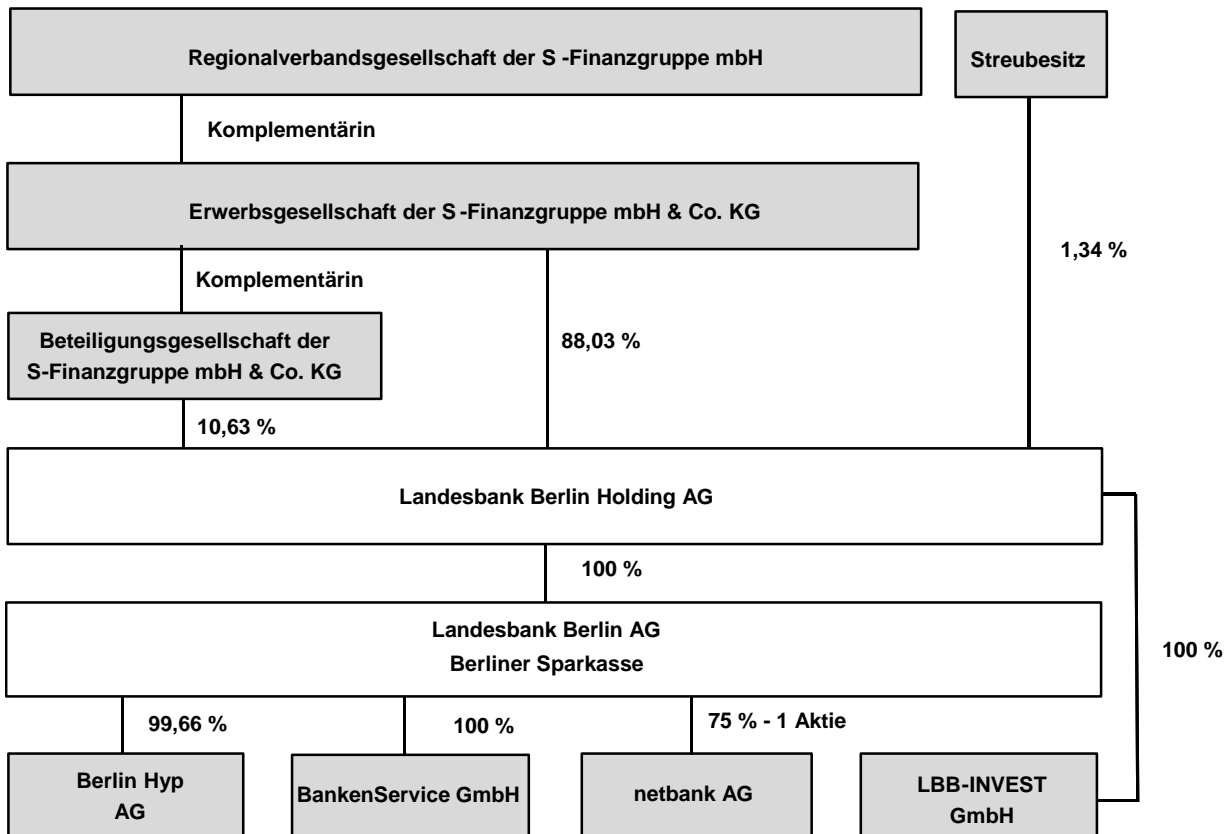 Regionalverbandsgesellschaft der S -Finanzgruppe mbH
Streubesitz
Komplementärin
Erwerbsgesellschaft der S -Finanzgruppe mbH & Co. KG
1,34 %
Komplementärin
Beteiligungsgesellschaft der
S-Finanzgruppe mbH & Co. KG
88,03 %
10,63 %
Landesbank Berlin Holding AG
100 %
Landesbank Berlin AG
Berliner Sparkasse
100 %
99,66 %
100 %
75 % - 1 Aktie
Berlin Hyp
AG
BankenService GmbH
netbank AG
LBB-INVEST
GmbH